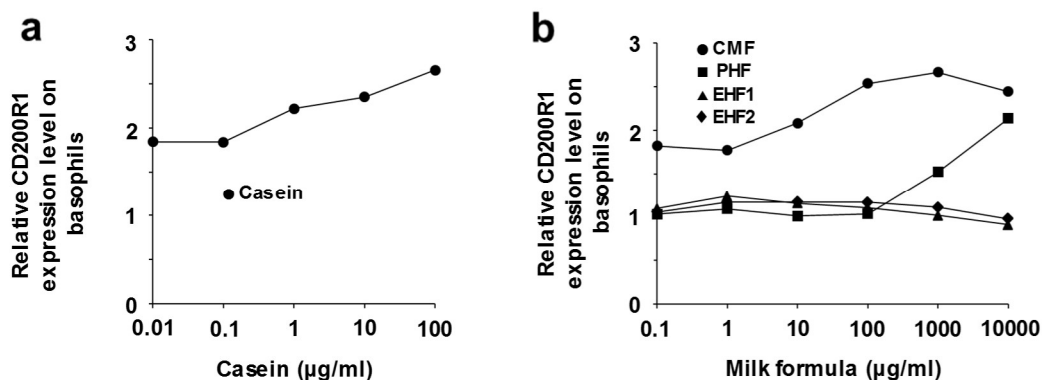 a
Relative CD200R1
expression level on
basophils
3
2
1
0
Casein
0.01 0.1 1 10 100
Casein (µg/ml)
b
Relative CD200R1
expression level on
basophils
3
2
1
0
CMF
PHF
EHF1
EHF2
0.1 1 10 100 1000 10000
Milk formula (µg/ml)